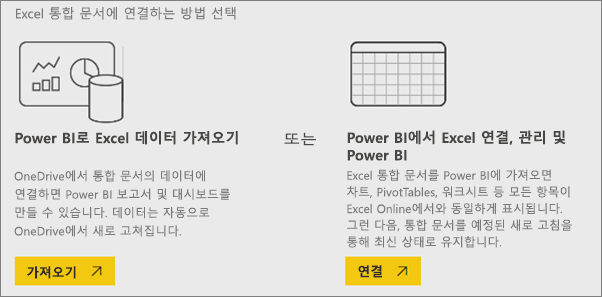 Excel 통합 문서에 연결하는 방법 선택
Power BI로 Excel 데이터 가져오기
OneDrive에서 통합 문서의 데이터에
연결하면 Power BI 보고서 및 대시보드를
만들 수 있습니다. 데이터는 자동으로
OneDrive에서 새로 고쳐집니다.
가져오기
또는
Power BI에서 Excel 연결, 관리 및
Power BI
Excel 통합 문서를 Power BI에 가져오면
차트, PivotTables, 워크시트 등 모든 항목이
Excel Online에서와 동일하게 표시됩니다.
그런 다음, 통합 문서를 예정된 새로 고침을
통해 최신 상태로 유지합니다.
연결